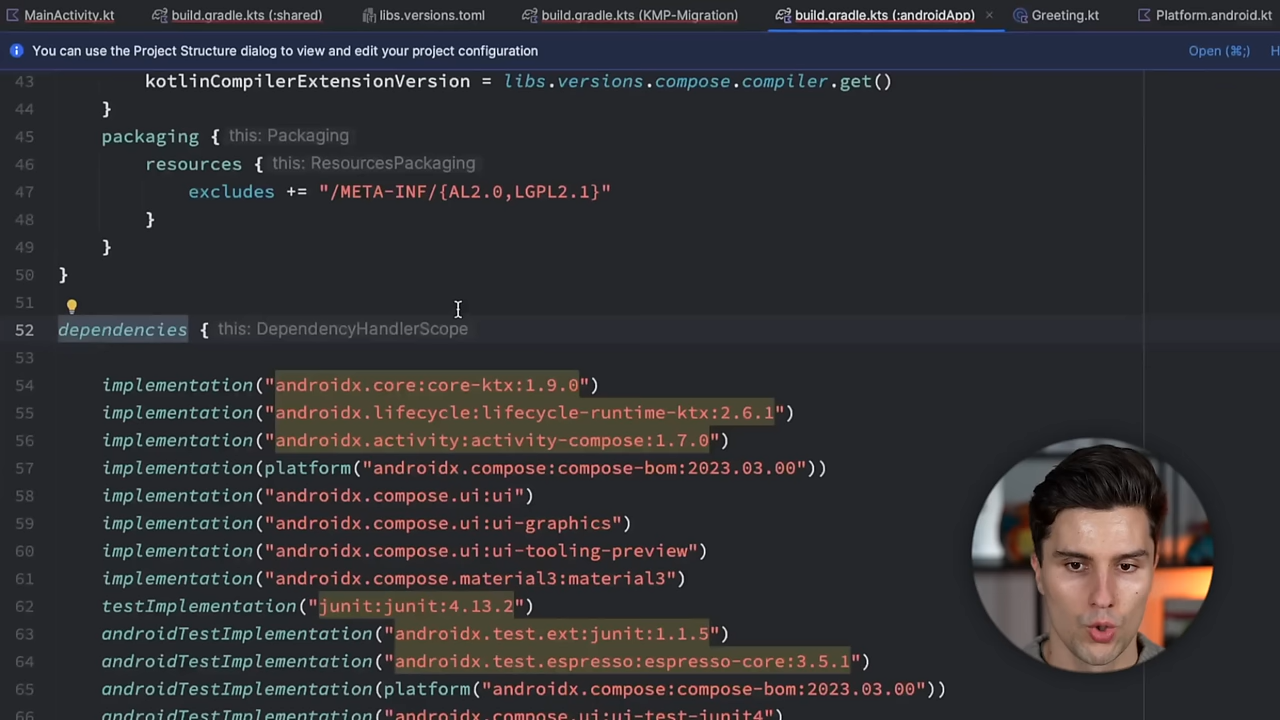 MainActivity.kt build.gradle.kts (:shared) libs.versions.toml build.gradle.kts (KMP-Migration) build.gradle.kts (:androidApp) Greeting.kt Platform.android.kt
You can use the Project Structure dialog to view and edit your project configuration Open (⌘;) H
43 kotlinCompilerExtensionVersion = libs.versions.compose.compiler.get()
44 }
45 packaging { this: Packaging
46 resources { this: ResourcesPackaging
47 excludes += "/META-INF/{AL2.0,LGPL2.1}"
48 }
49 }
50 }
51
52 dependencies { this: DependencyHandlerScope
53
54 implementation("androidx.core:core-ktx:1.9.0")
55 implementation("androidx.lifecycle:lifecycle-runtime-ktx:2.6.1")
56 implementation("androidx.activity:activity-compose:1.7.0")
57 implementation(platform("androidx.compose:compose-bom:2023.03.00"))
58 implementation("androidx.compose.ui:ui")
59 implementation("androidx.compose.ui:ui-graphics")
60 implementation("androidx.compose.ui:ui-tooling-preview")
61 implementation("androidx.compose.material3:material3")
62 testImplementation("junit:junit:4.13.2")
63 androidTestImplementation("androidx.test.ext:junit:1.1.5")
64 androidTestImplementation("androidx.test.espresso:espresso-core:3.5.1")
65 androidTestImplementation(platform("androidx.compose:compose-bom:2023.03.00"))
66 androidTestImplementation("androidx.compose.ui:ui-test-junit4")